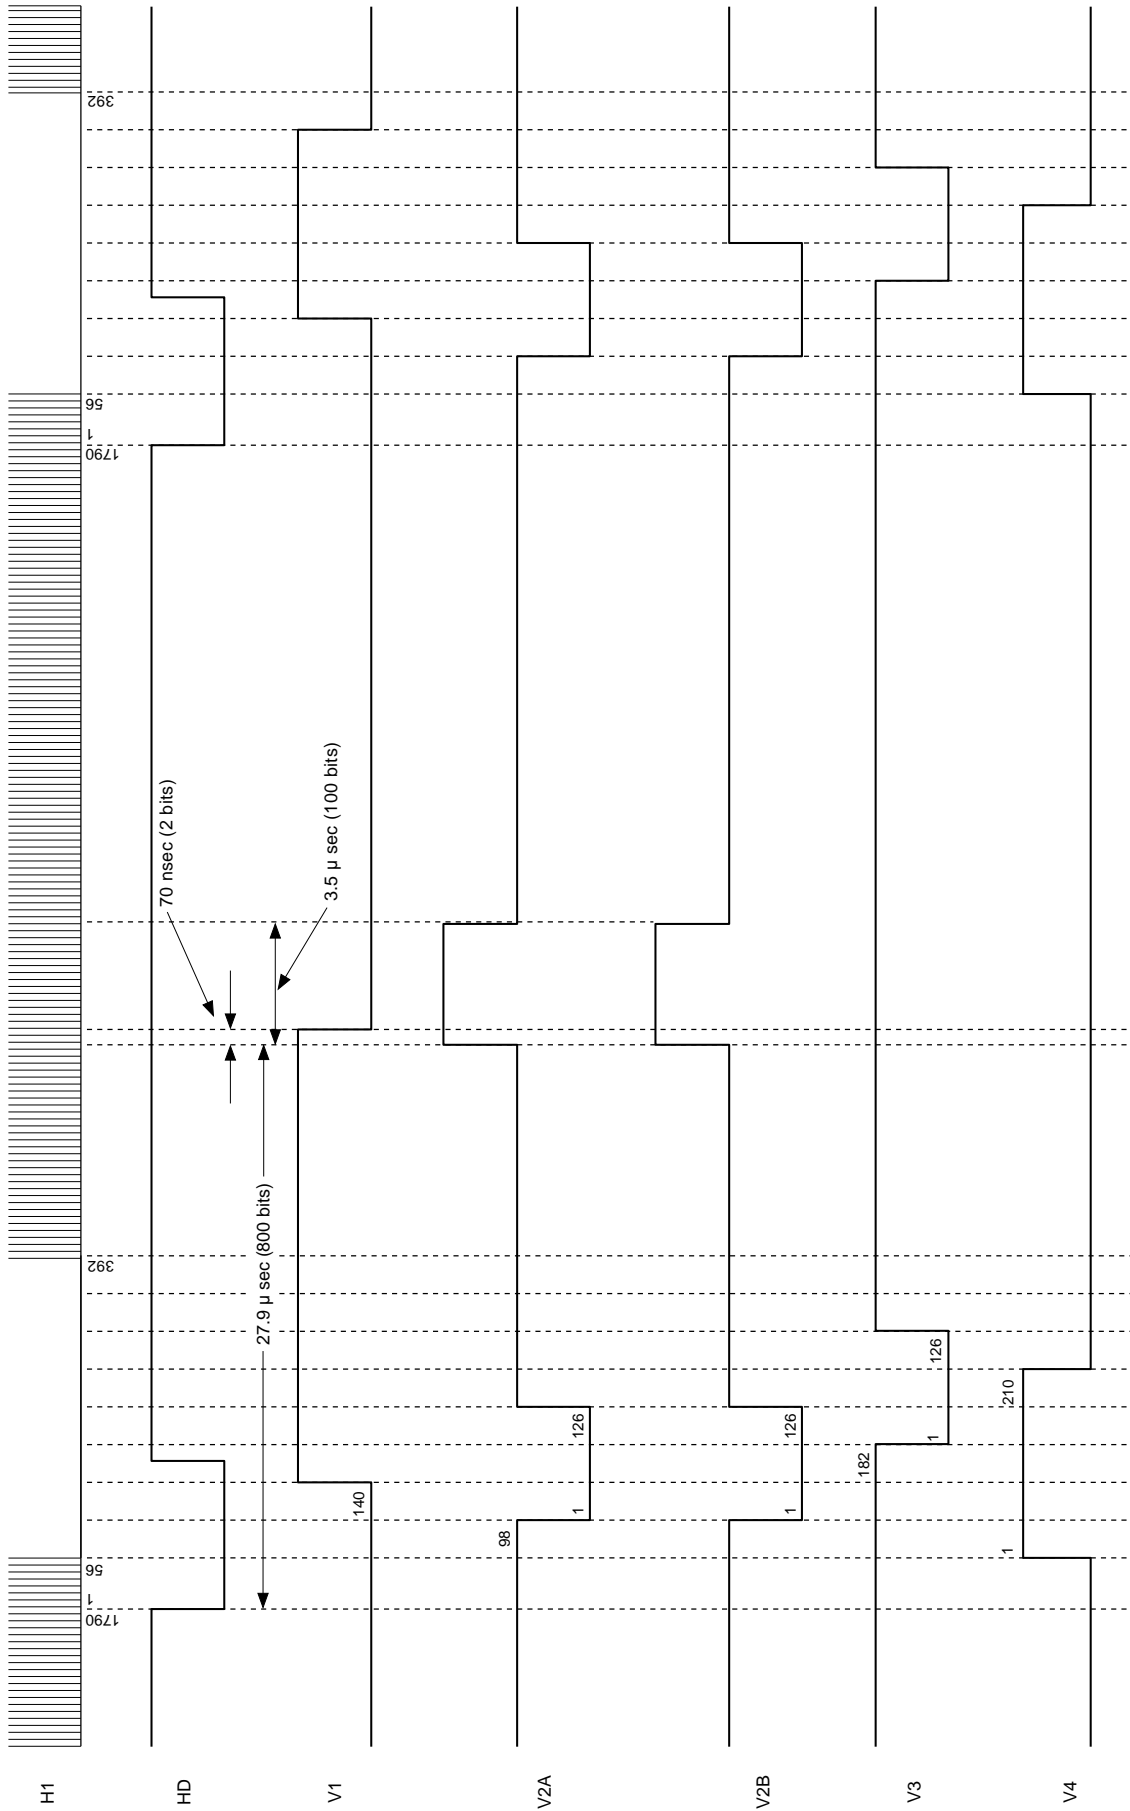 H1
1790
1
56
392
1790
1
56
392
HD
70 nsec (2 bits)
27.9 μ sec (800 bits)
3.5 μ sec (100 bits)
V1
140
V2A
98
1
126
V2B
1
126
V3
182
1
126
V4
1
210